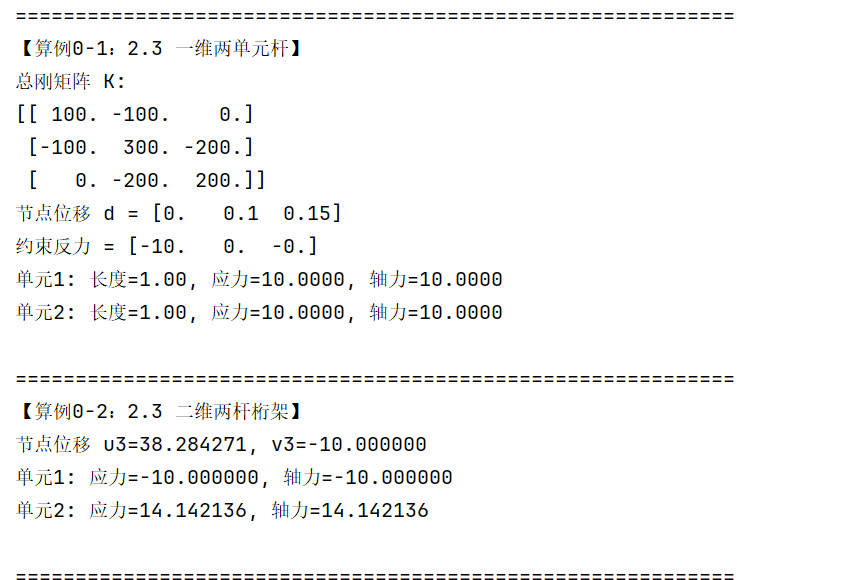 ============================================================
【算例0-1：2.3 一维两单元杆】
总刚矩阵 K:
[[ 100. -100.    0.]
 [-100.  300. -200.]
 [   0. -200.  200.]]
节点位移 d = [0.   0.1  0.15]
约束反力 = [-10.   0.  -0.]
单元1: 长度=1.00, 应力=10.0000, 轴力=10.0000
单元2: 长度=1.00, 应力=10.0000, 轴力=10.0000
============================================================
【算例0-2：2.3 二维两杆桁架】
节点位移 u3=38.284271, v3=-10.000000
单元1: 应力=-10.000000, 轴力=-10.000000
单元2: 应力=14.142136, 轴力=14.142136
============================================================